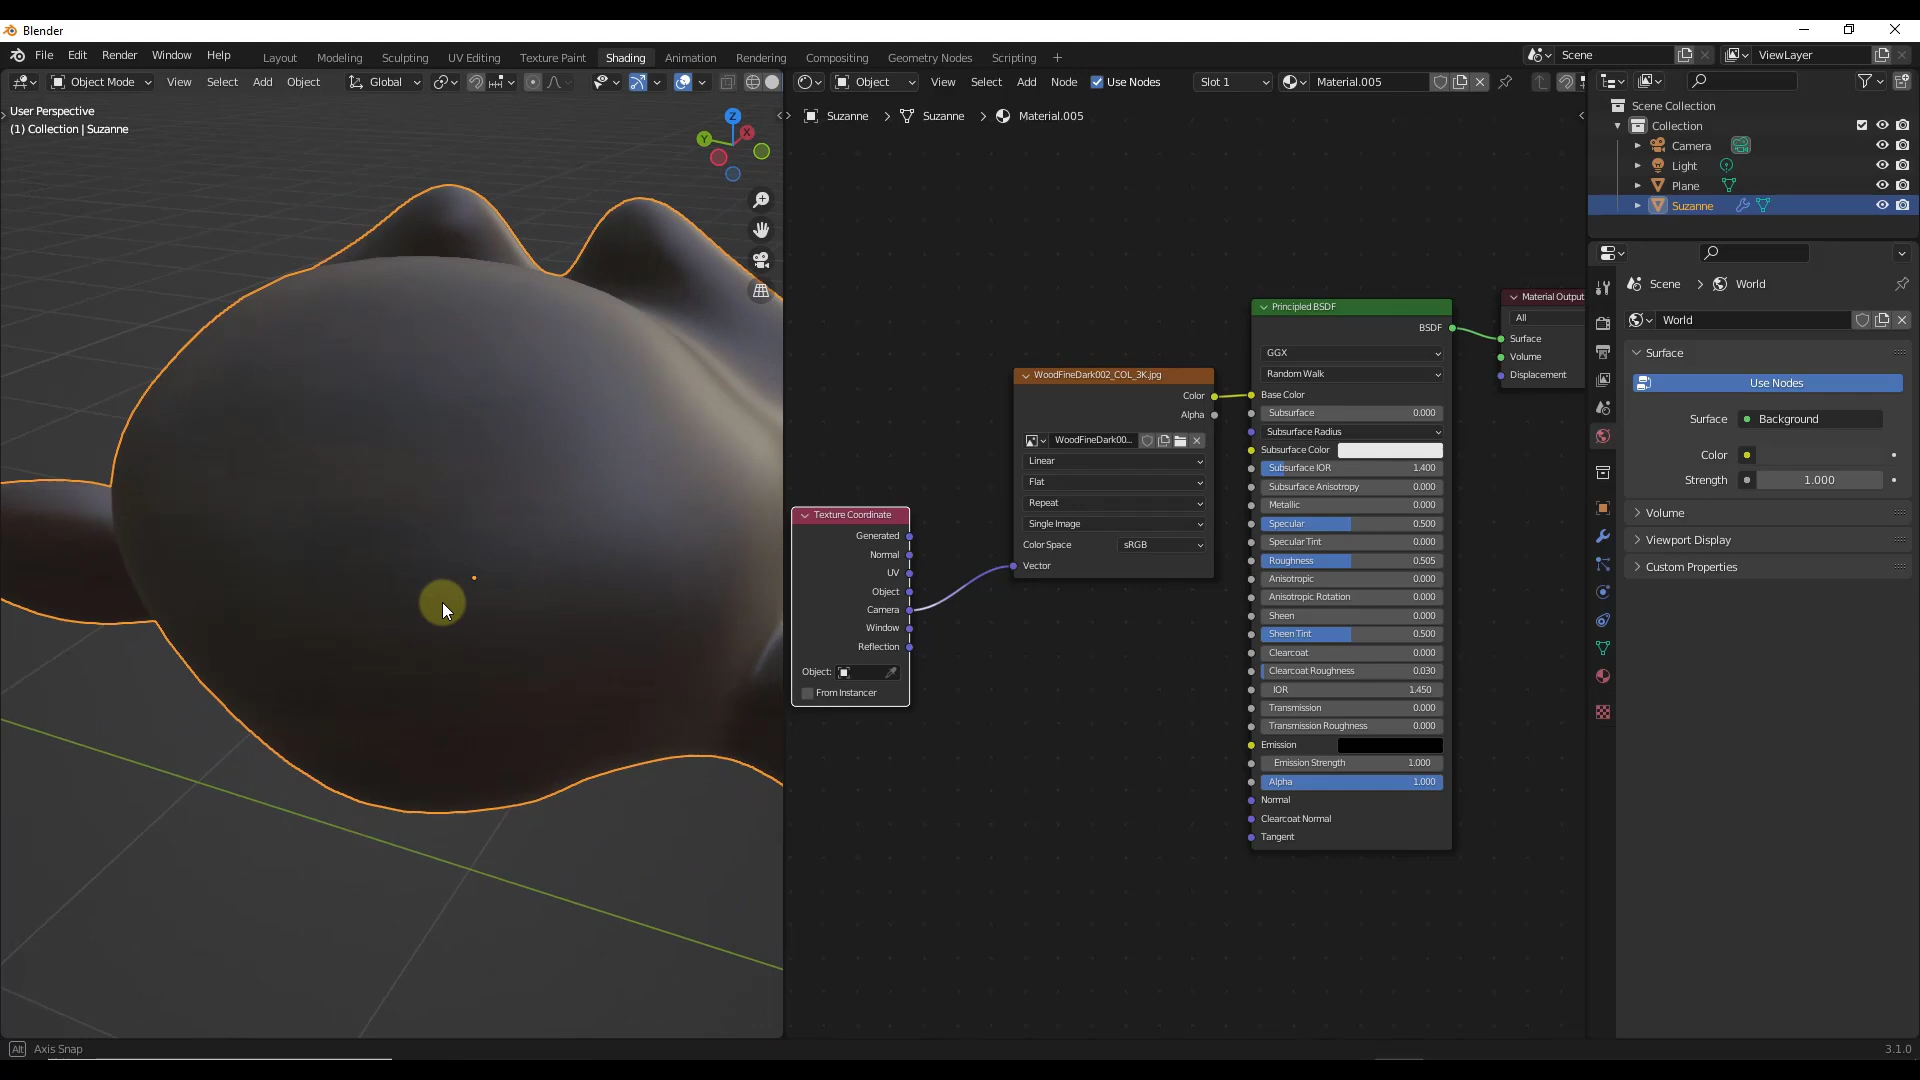 Blender
File Edit Render Window Help
Layout Modeling Sculpting UV Editing Texture Paint Shading Animation Rendering Compositing Geometry Nodes Scripting +
Scene
ViewLayer
Object Mode View Select Add Object Global
Object View Select Add Node Use Nodes Slot 1 Material.005
User Perspective
(1) Collection | Suzanne
Z
Y
X
Suzanne > Suzanne > Material.005
Texture Coordinate
Generated
Normal
UV
Object
Camera
Window
Reflection
Object:
From Instancer
WoodFineDark002_COL_3K.jpg
Color
Alpha
WoodFineDark00...
Linear
Flat
Repeat
Single Image
Color Space sRGB
Vector
Principled BSDF
BSDF
GGX
Random Walk
Base Color
Subsurface 0.000
Subsurface Radius
Subsurface Color
Subsurface IOR 1.400
Subsurface Anisotropy 0.000
Metallic 0.000
Specular 0.500
Specular Tint 0.000
Roughness 0.505
Anisotropic 0.000
Anisotropic Rotation 0.000
Sheen 0.000
Sheen Tint 0.500
Clearcoat 0.000
Clearcoat Roughness 0.030
IOR 1.450
Transmission 0.000
Transmission Roughness 0.000
Emission
Emission Strength 1.000
Alpha 1.000
Normal
Clearcoat Normal
Tangent
Material Output
All
Surface
Volume
Displacement
Scene Collection
Collection
Camera
Light
Plane
Suzanne
Scene > World
World
Surface
Use Nodes
Surface Background
Color
Strength 1.000
Volume
Viewport Display
Custom Properties
Alt Axis Snap
3.1.0